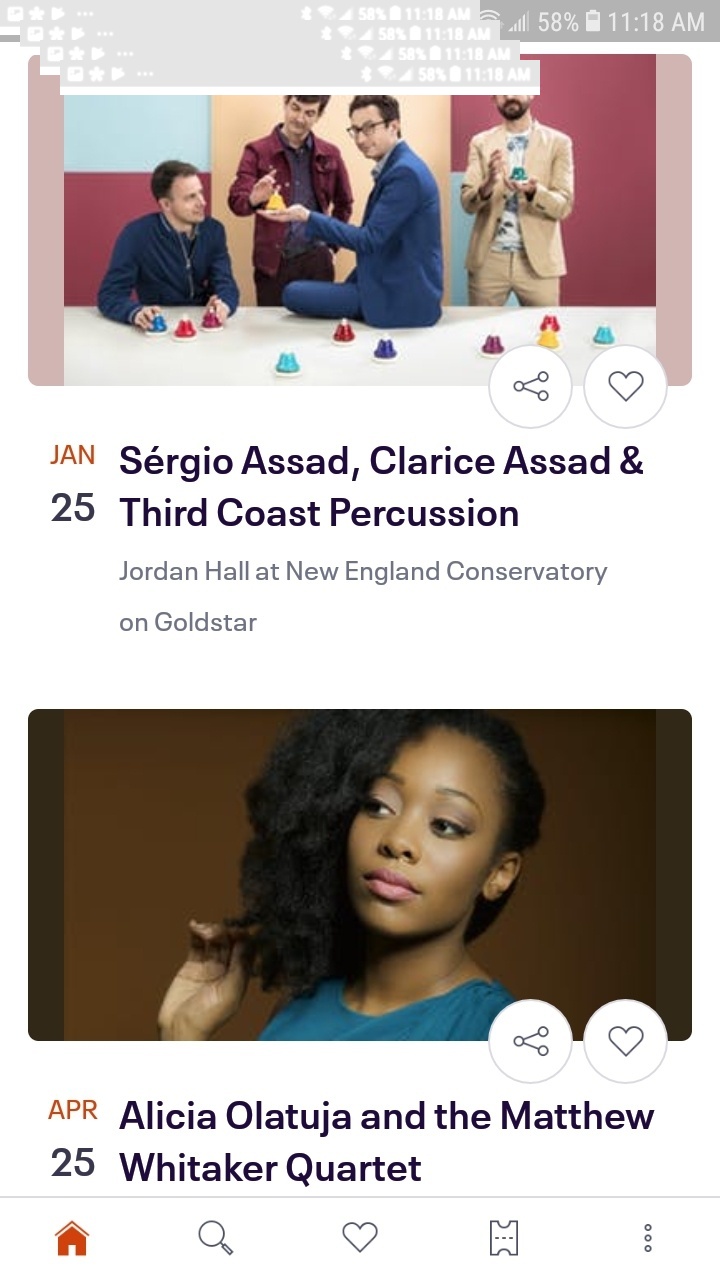 58% 11:18 AM
58% 11:18 AM
58% 11:18 AM
58% 11:18 AM
58% 11:18 AM
JAN
25
Sérgio Assad, Clarice Assad &
Third Coast Percussion
Jordan Hall at New England Conservatory
on Goldstar
APR
25
Alicia Olatuja and the Matthew
Whitaker Quartet